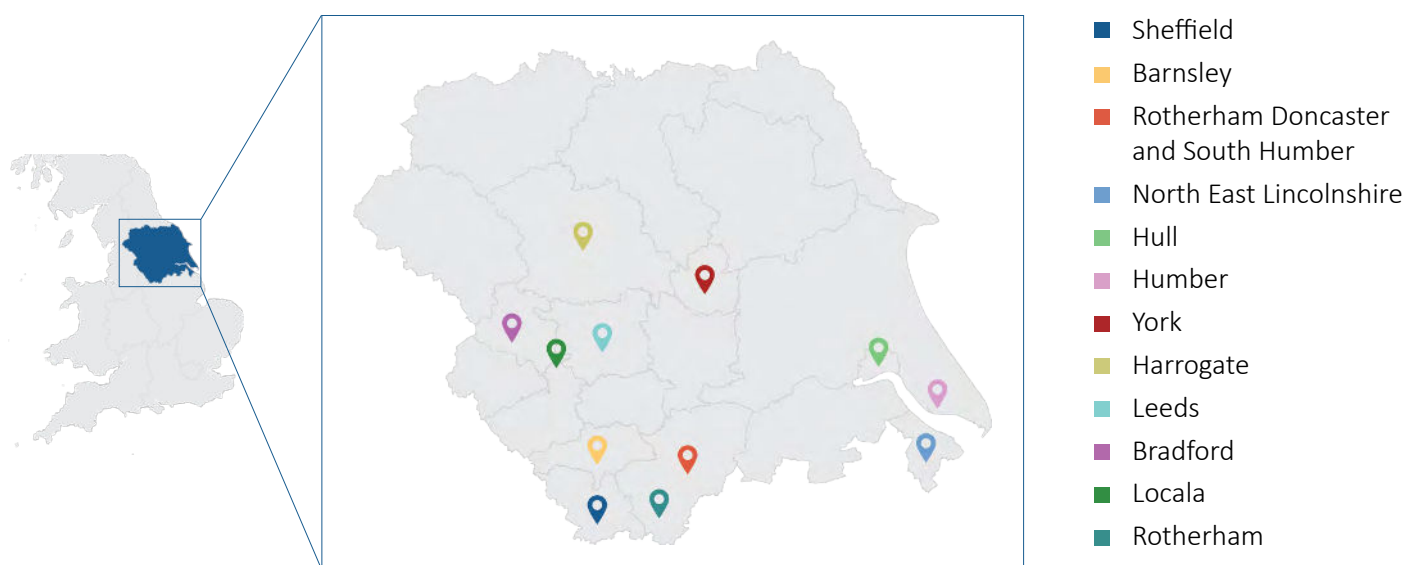 Sheffield
Barnsley
Rotherham Doncaster
and South Humber
North East Lincolnshire
Hull
Humber
York
Harrogate
Leeds
Bradford
Locala
Rotherham